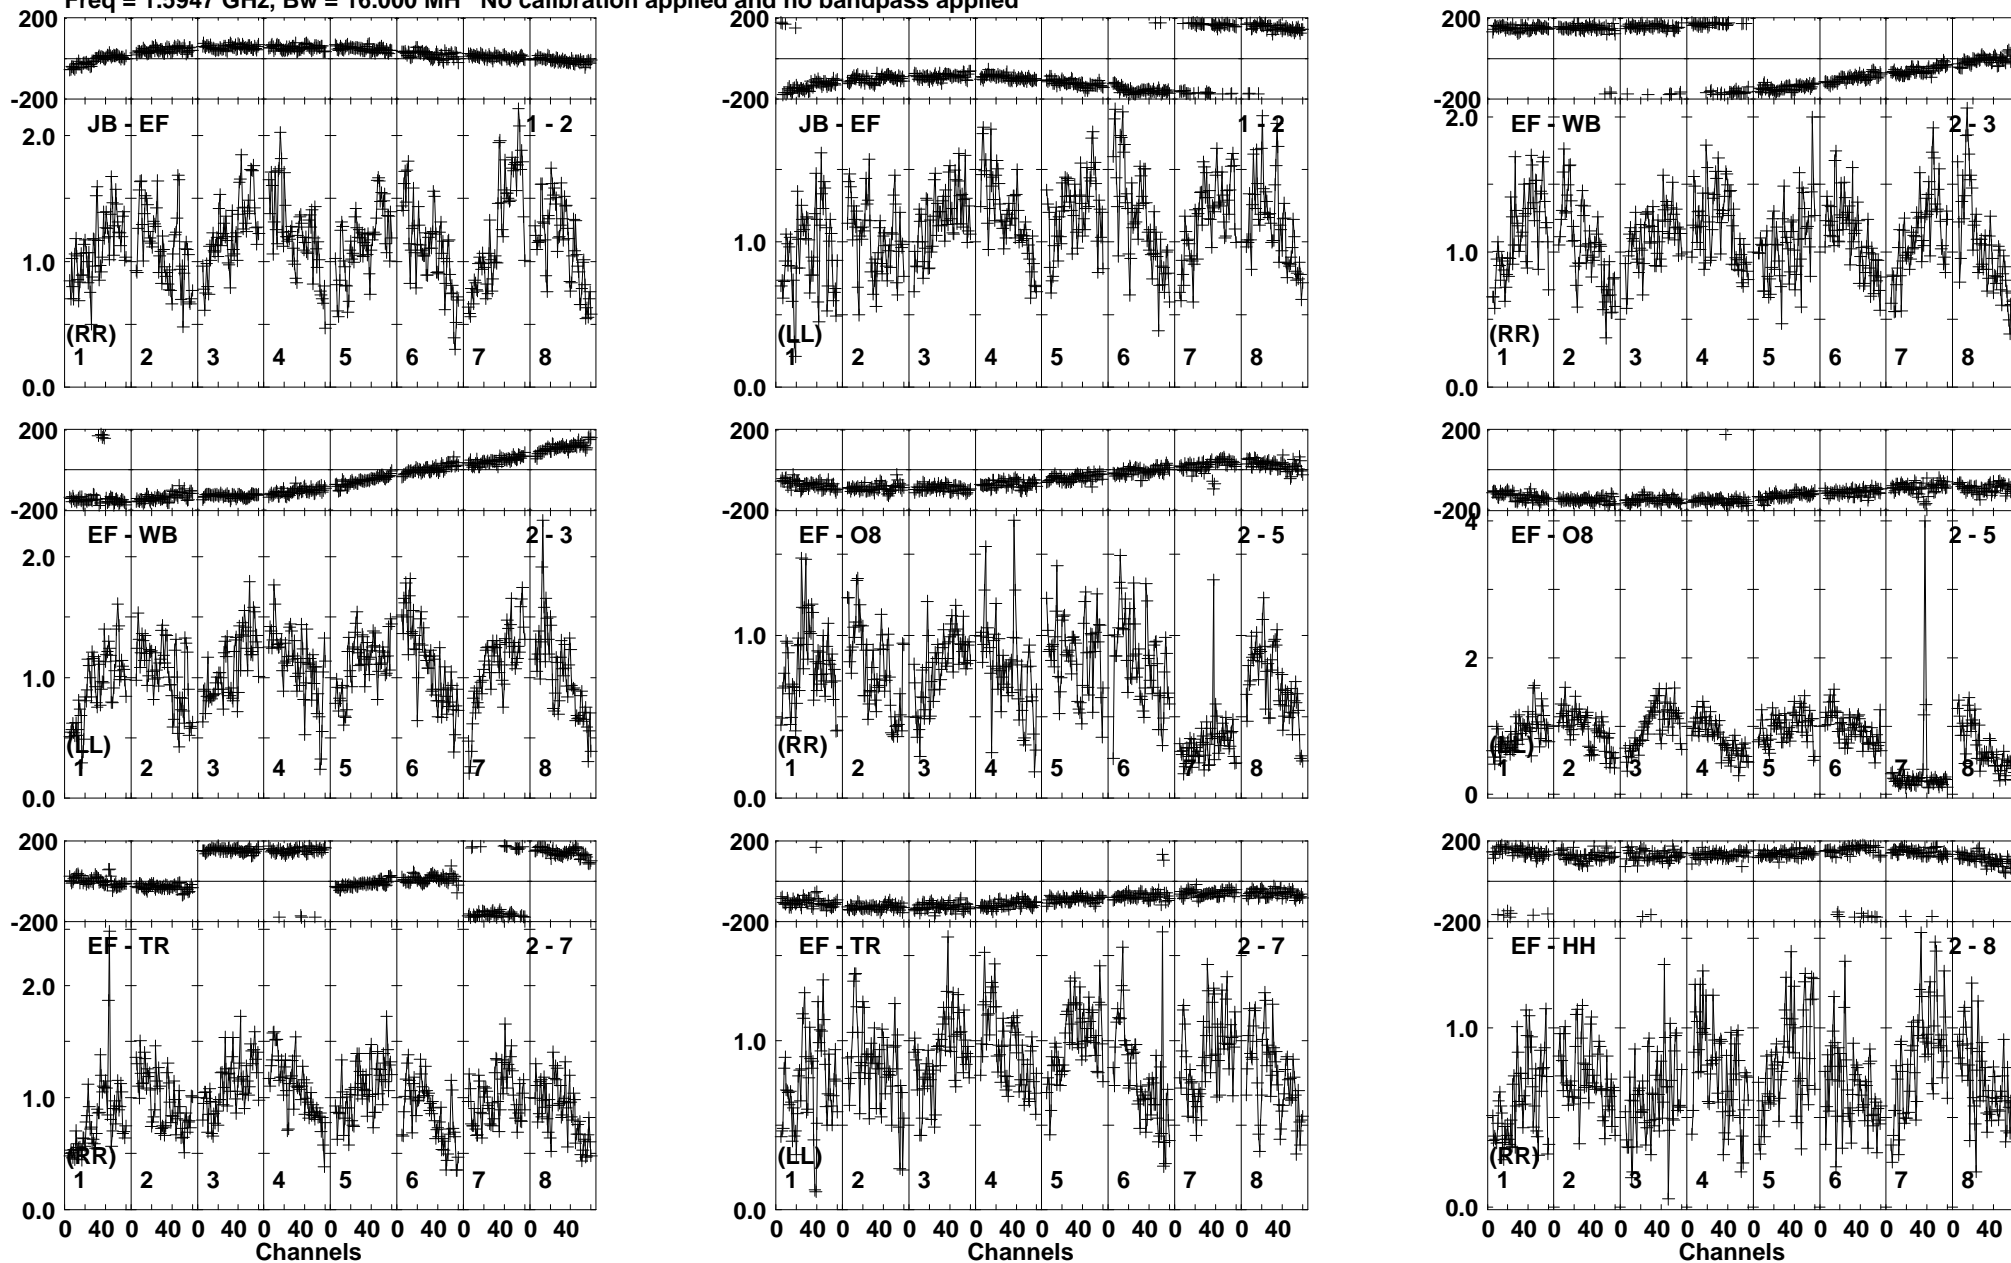 Freq = 1.5947 GHz, Bw = 16.000 MH No calibration applied and no bandpass applied
200 200 200
-200 -200 -200
JB - EF 1 - 2 JB - EF 1 - 2 EF - WB 2 - 3
2.0 2.0
1.0 1.0 1.0
(RR) (LL) (RR)
1 2 3 4 5 6 7 8 1 2 3 4 5 6 7 8 1 2 3 4 5 6 7 8
0.0 0.0 0.0
200 200 200
-200 -200 -200
EF - WB 2 - 3 EF - O8 2 - 5 EF - O8 2 - 5
4
2.0
1.0 1.0 2
(LL) (RR) (LL)
1 2 3 4 5 6 7 8 1 2 3 4 5 6 7 8 1 2 3 4 5 6 7 8
0.0 0.0 0
200 200 200
-200 -200 -200
EF - TR 2 - 7 EF - TR 2 - 7 EF - HH 2 - 8
2.0
1.0 1.0 1.0
(RR) (LL) (RR)
1 2 3 4 5 6 7 8 1 2 3 4 5 6 7 8 1 2 3 4 5 6 7 8
0.0 0.0 0.0
0 40 0 40 0 40 0 40 0 40 0 40 0 40 0 40 0 40 0 40 0 40 0 40 0 40 0 40 0 40 0 40 0 40 0 40 0 40 0 40 0 40 0 40 0 40 0 40
Channels Channels